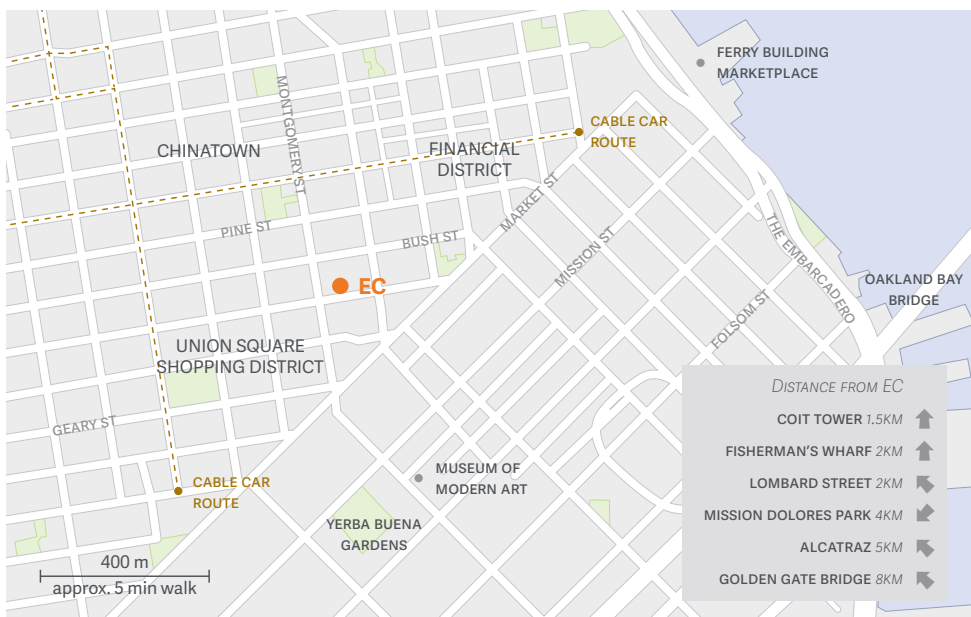 FERRY BUILDING
MARKETPLACE
MONTGOMERY ST
CABLE CAR
ROUTE
CHINATOWN
FINANCIAL
DISTRICT
MARKET ST
PINE ST
BUSH ST
MISSION ST
THE EMBARCADERO
EC
OAKLAND BAY
BRIDGE
FOLSOM ST
UNION SQUARE
SHOPPING DISTRICT
GEARY ST
DISTANCE FROM EC
COIT TOWER 1.5KM
FISHERMAN'S WHARF 2KM
LOMBARD STREET 2KM
MISSION DOLORES PARK 4KM
ALCATRAZ 5KM
GOLDEN GATE BRIDGE 8KM
MUSEUM OF
MODERN ART
CABLE CAR
ROUTE
YERBA BUENA
GARDENS
400 m
approx. 5 min walk